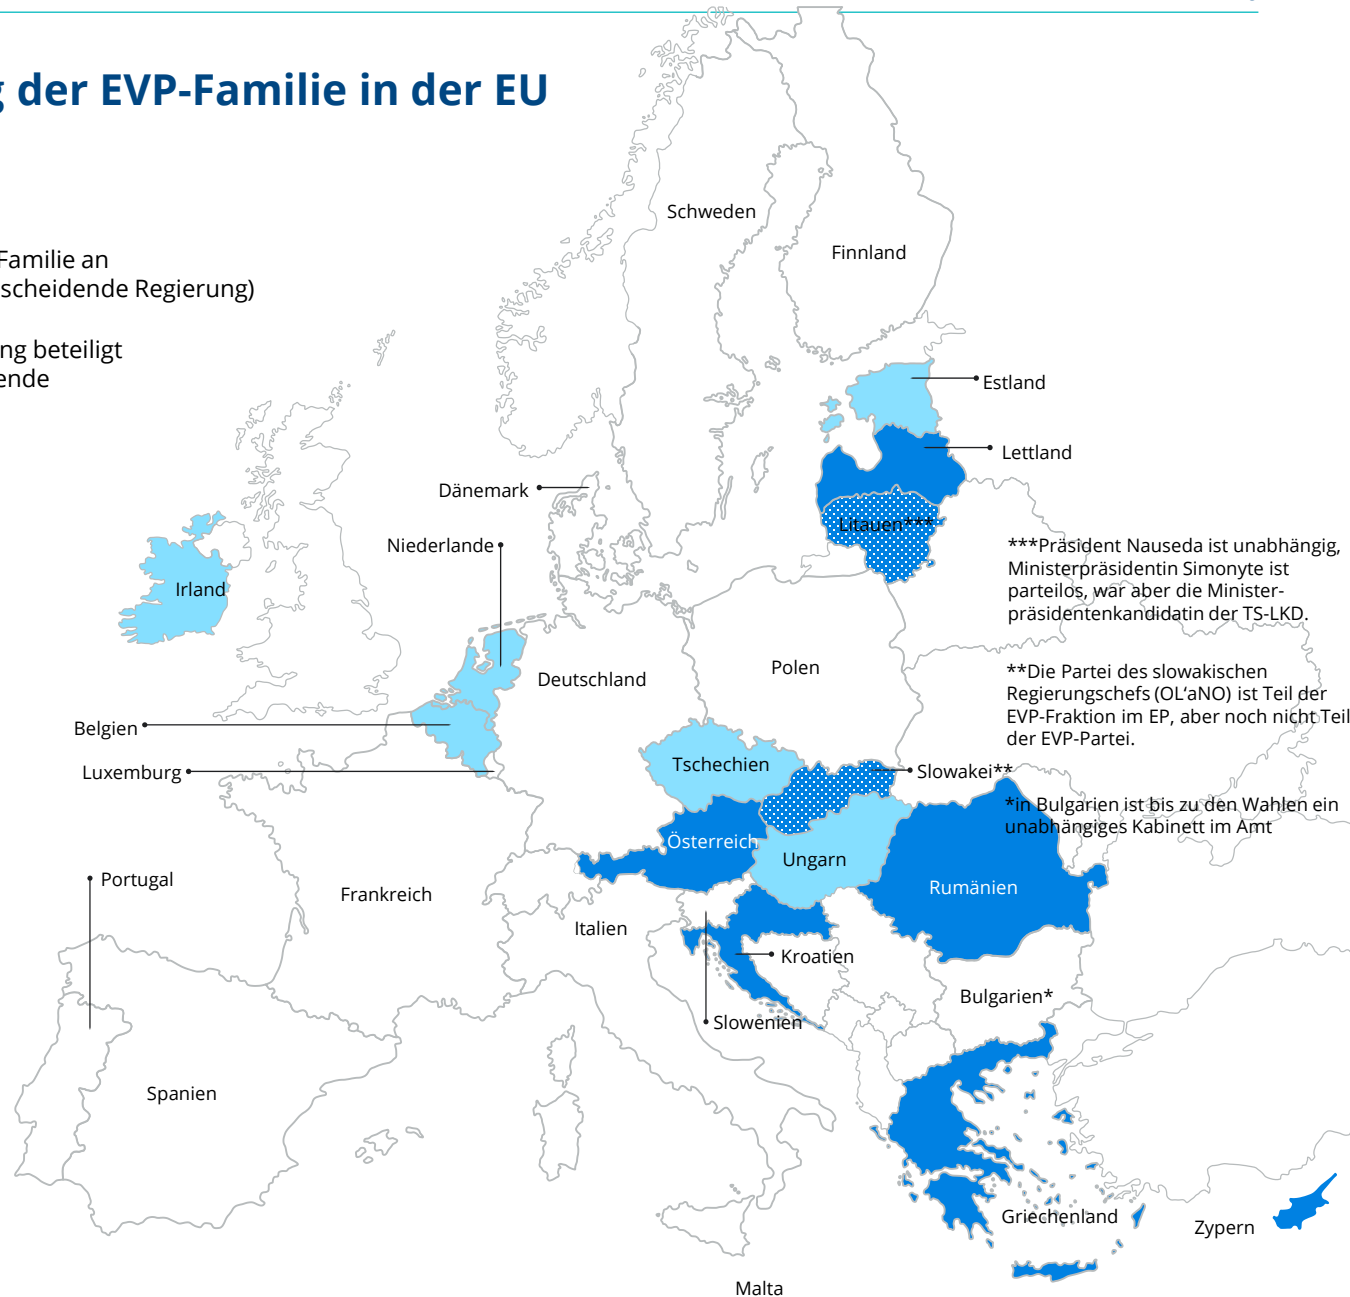 g der EVP-Familie in der EU
Familie an
scheidende Regierung)
ng beteiligt
ende
Schweden
Finnland
Estland
Lettland
Dänemark
Litauen***
Niederlande
***Präsident Nauseda ist unabhängig,
Ministerpräsidentin Simonyte ist
parteilos, war aber die Minister-
präsidentenkandidatin der TS-LKD.
Irland
Polen
Deutschland
**Die Partei des slowakischen
Regierungschefs (OL‘aNO) ist Teil der
EVP-Fraktion im EP, aber noch nicht Teil
der EVP-Partei.
Belgien
Tschechien
Luxemburg
Slowakei**
*in Bulgarien ist bis zu den Wahlen ein
unabhängiges Kabinett im Amt
Österreich
Ungarn
Portugal
Rumänien
Frankreich
Italien
Kroatien
Bulgarien*
Slowenien
Spanien
Griechenland
Zypern
Malta